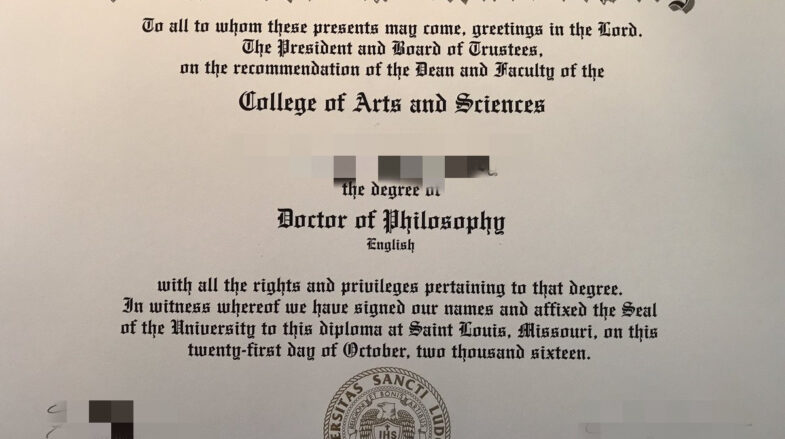 To all to whom these presents may come, greetings in the Lord.
The President and Board of Trustees,
on the recommendation of the Dean and Faculty of the
College of Arts and Sciences
the degree of
Doctor of Philosophy
English
with all the rights and privileges pertaining to that degree.
In witness whereof we have signed our names and affixed the Seal
of the University to this diploma at Saint Louis, Missouri, on this
twenty-first day of October, two thousand sixteen.
ERSITAS SANCTI LUD
IHS